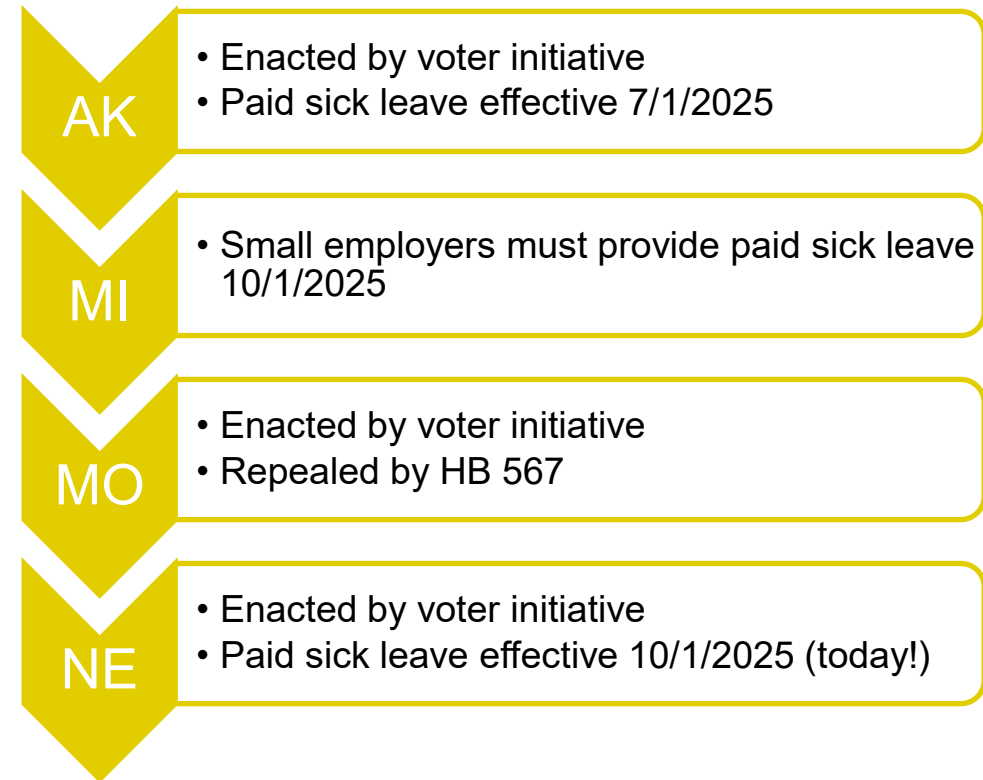 AK
• Enacted by voter initiative
• Paid sick leave effective 7/1/2025
MI
• Small employers must provide paid sick leave
10/1/2025
MO
• Enacted by voter initiative
• Repealed by HB 567
NE
• Enacted by voter initiative
• Paid sick leave effective 10/1/2025 (today!)